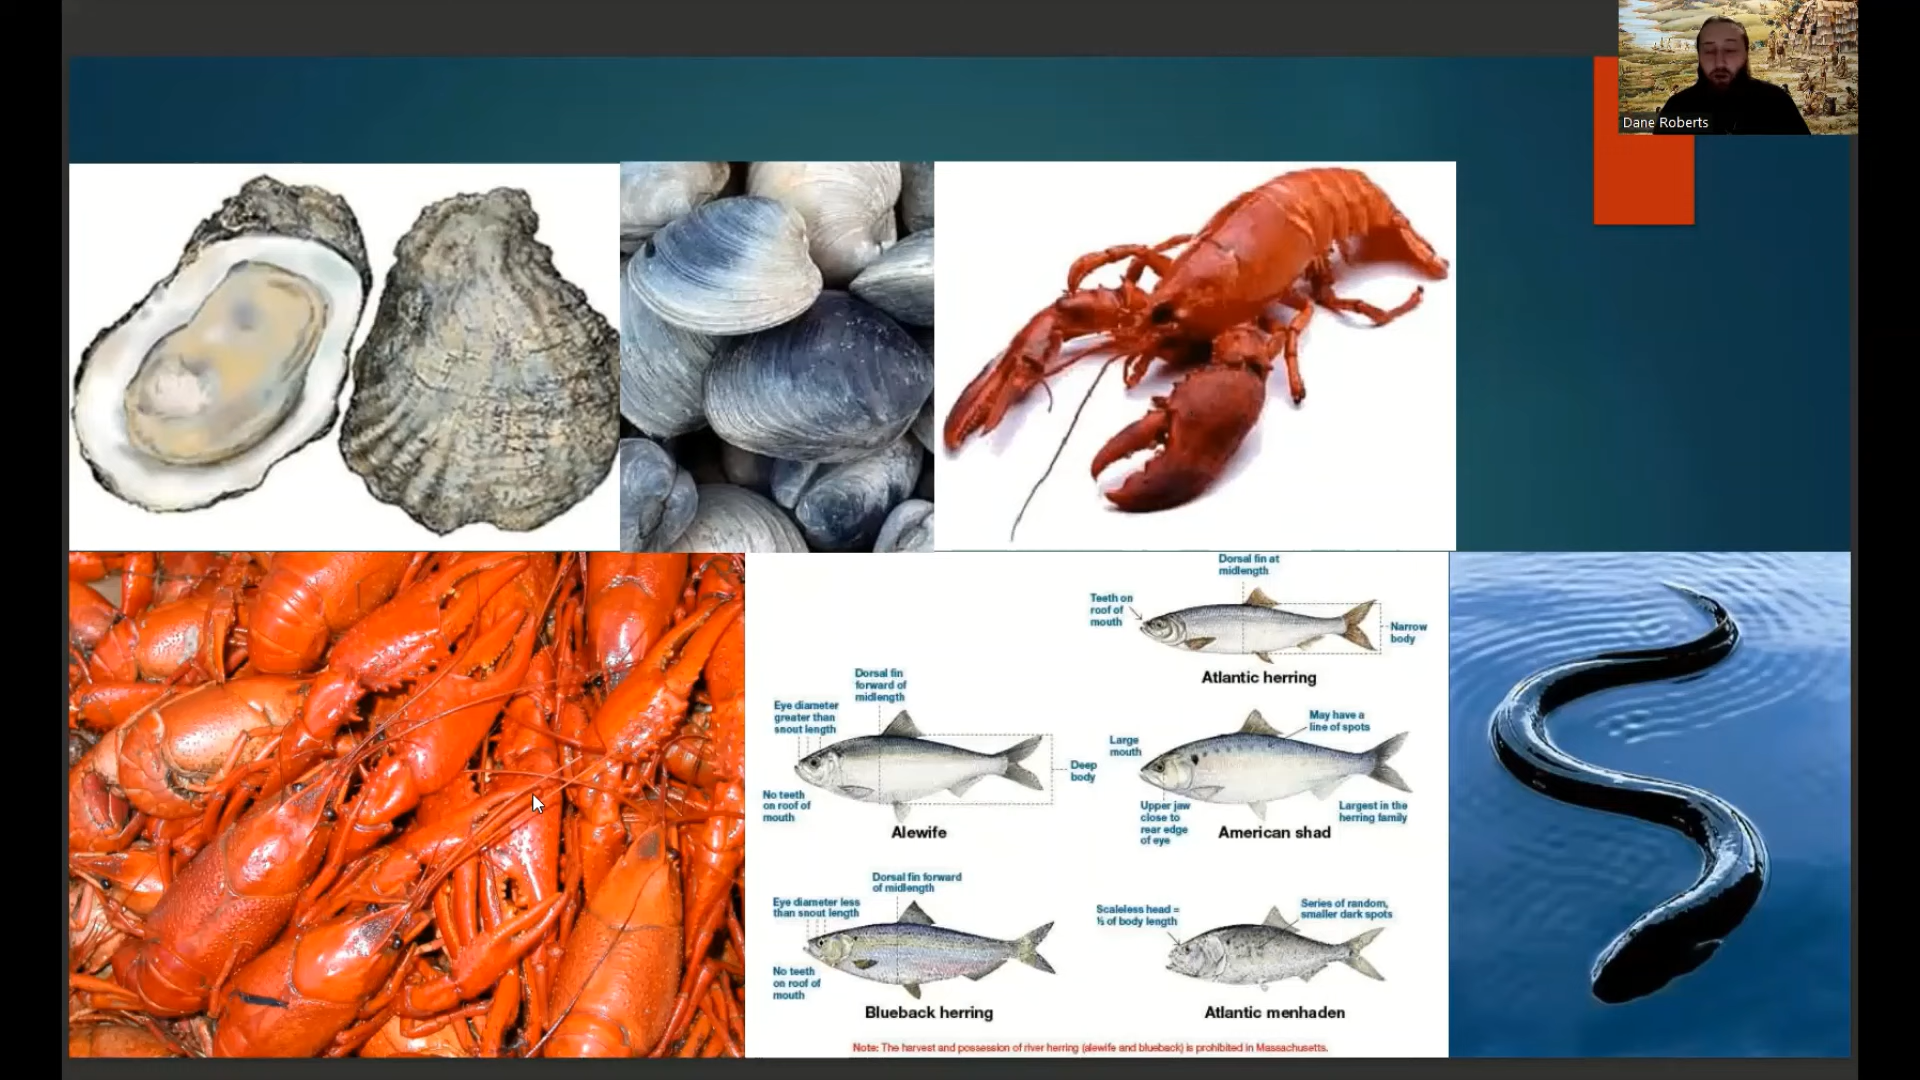 Dane Roberts
Dorsal fin at
midlength
Teeth on
roof of
mouth
Narrow
body
Atlantic herring
Dorsal fin
forward of
midlength
Eye diameter
greater than
snout length
Deep
body
No teeth
on roof of
mouth
Alewife
May have a
line of spots
Large
mouth
Upper jaw
close to
rear edge
of eye
Largest in the
herring family
American shad
Dorsal fin forward
of midlength
Eye diameter less
than snout length
No teeth
on roof of
mouth
Blueback herring
Scaleless head =
⅓ of body length
Series of random,
smaller dark spots
Atlantic menhaden
Note: The harvest and possession of river herring (alewife and blueback) is prohibited in Massachusetts.